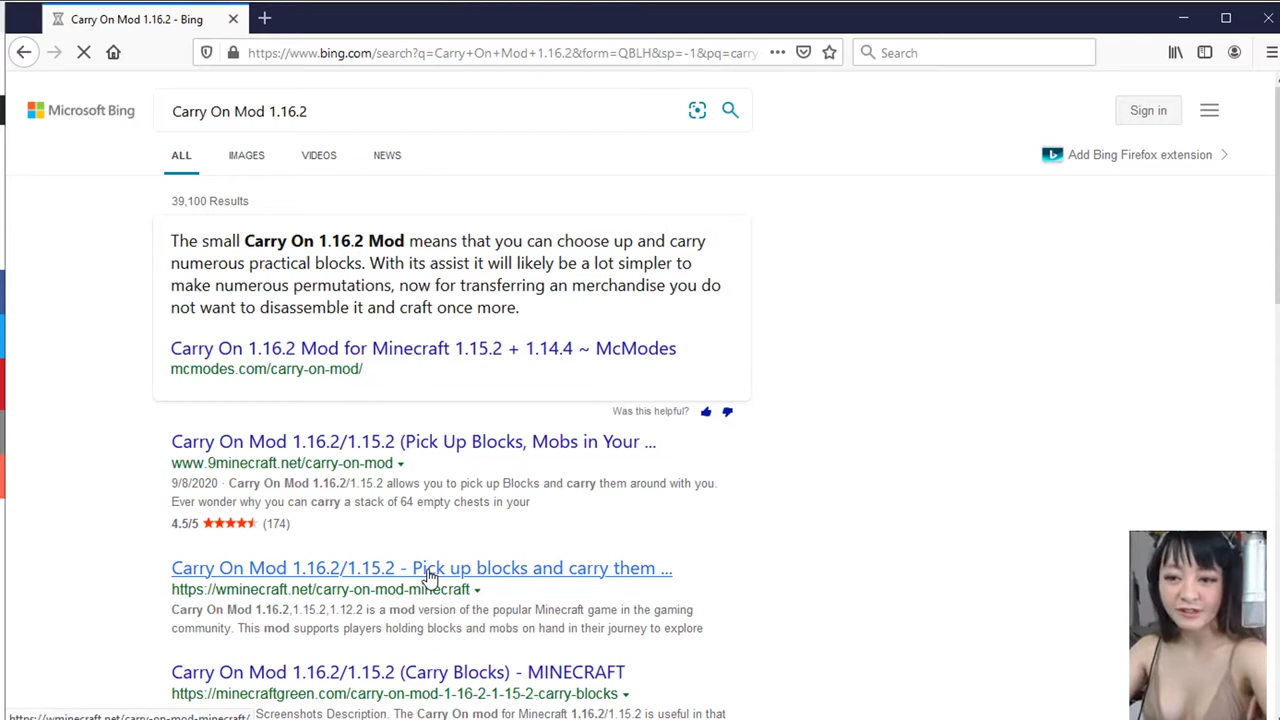 Carry On Mod 1.16.2 - Bing
https://www.bing.com/search?q=Carry+On+Mod+1.16.2&form=QBLH&sp=-1&pq=carry
Search
Microsoft Bing
Carry On Mod 1.16.2
Sign in
ALL IMAGES VIDEOS NEWS
Add Bing Firefox extension
39,100 Results
The small Carry On 1.16.2 Mod means that you can choose up and carry
numerous practical blocks. With its assist it will likely be a lot simpler to
make numerous permutations, now for transferring an merchandise you do
not want to disassemble it and craft once more.
Carry On 1.16.2 Mod for Minecraft 1.15.2 + 1.14.4 ~ McModes
mcmodes.com/carry-on-mod/
Was this helpful?
Carry On Mod 1.16.2/1.15.2 (Pick Up Blocks, Mobs in Your ...
www.9minecraft.net/carry-on-mod
9/8/2020 · Carry On Mod 1.16.2/1.15.2 allows you to pick up Blocks and carry them around with you.
Ever wonder why you can carry a stack of 64 empty chests in your
4.5/5 (174)
Carry On Mod 1.16.2/1.15.2 - Pick up blocks and carry them ...
https://wminecraft.net/carry-on-mod-minecraft
Carry On Mod 1.16.2,1.15.2,1.12.2 is a mod version of the popular Minecraft game in the gaming
community. This mod supports players holding blocks and mobs on hand in their journey to explore
Carry On Mod 1.16.2/1.15.2 (Carry Blocks) - MINECRAFT
https://minecraftgreen.com/carry-on-mod-1-16-2-1-15-2-carry-blocks
Screenshots Description. The Carry On mod for Minecraft 1.16.2/1.15.2 is useful in that
https://wminecraft.net/carry-on-mod-minecraft/